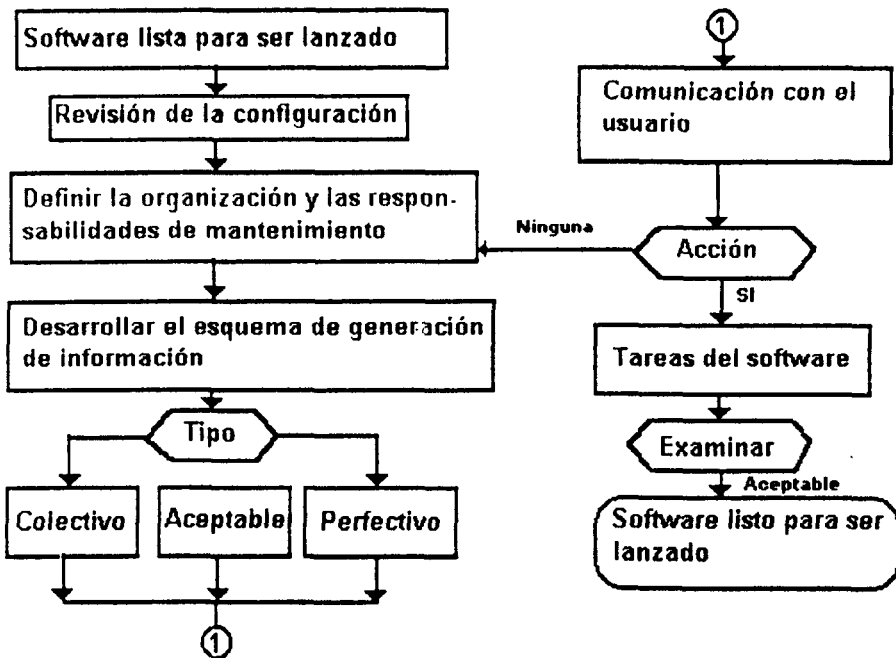 Software lista para ser lanzado
Revisión de la configuración
Definir la organización y las respon-
sabilidades de mantenimiento
Desarrollar el esquema de generación
de información
Tipo
Colectivo
Aceptable
Perfectivo
1
1
Comunicación con el
usuario
Acción
Ninguna
SI
Tareas del software
Examinar
Aceptable
Software listo para ser
lanzado